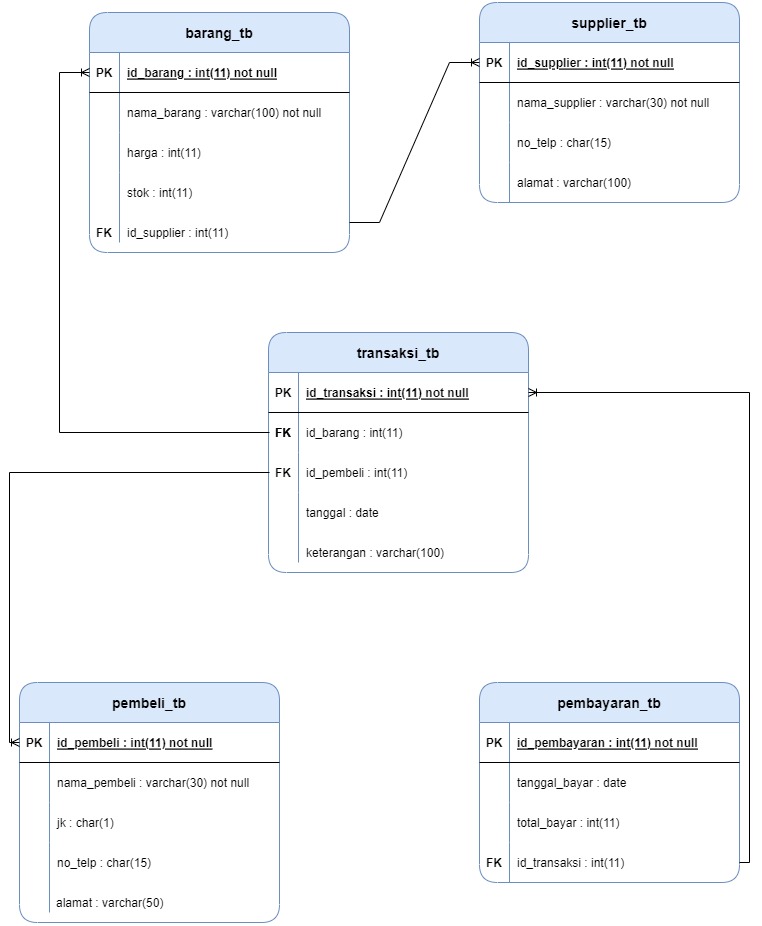 barang_tb
PK id_barang : int(11) not null
nama_barang : varchar(100) not null
harga : int(11)
stok : int(11)
FK id_supplier : int(11)
supplier_tb
PK id_supplier : int(11) not null
nama_supplier : varchar(30) not null
no_telp : char(15)
alamat : varchar(100)
transaksi_tb
PK id_transaksi : int(11) not null
FK id_barang : int(11)
FK id_pembeli : int(11)
tanggal : date
keterangan : varchar(100)
pembeli_tb
PK id_pembeli : int(11) not null
nama_pembeli : varchar(30) not null
jk : char(1)
no_telp : char(15)
alamat : varchar(50)
pembayaran_tb
PK id_pembayaran : int(11) not null
tanggal_bayar : date
total_bayar : int(11)
FK id_transaksi : int(11)